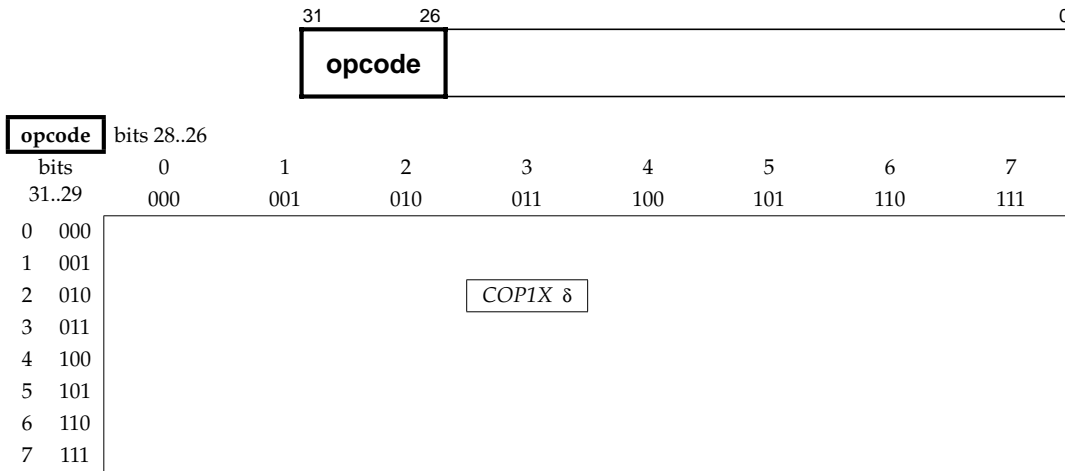 31 26 0
opcode
opcode bits 28..26
bits 0 1 2 3 4 5 6 7
31..29 000 001 010 011 100 101 110 111
0 000
1 001
2 010 COP1X δ
3 011
4 100
5 101
6 110
7 111